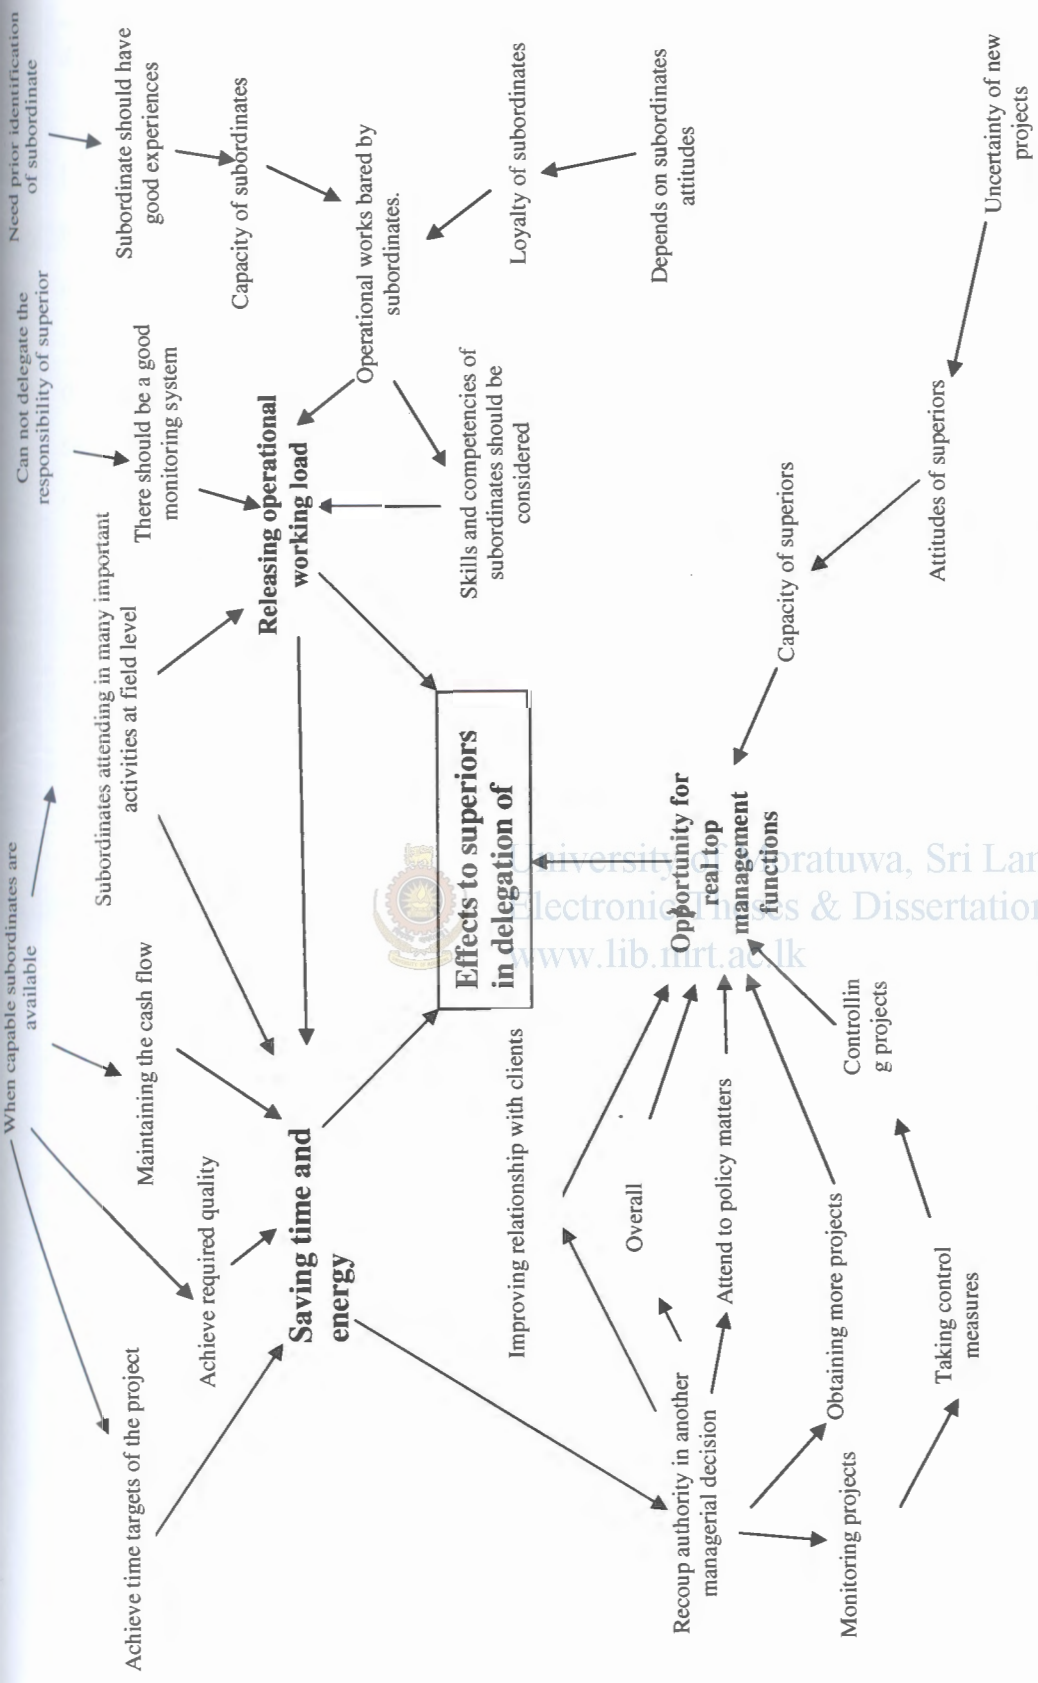 When capable subordinates are
available
Can not delegate the
responsibility of superior
Need prior identification
of subordinate
Achieve time targets of the project
Maintaining the cash flow
Subordinates attending in many important
activities at field level
There should be a good
monitoring system
Subordinate should have
good experiences
Achieve required quality
Capacity of subordinates
Saving time and
energy
Releasing operational
working load
Operational works bared by
subordinates.
Effects to superiors
in delegation of
Skills and competencies of
subordinates should be
considered
Loyalty of subordinates
Improving relationship with clients
Depends on subordinates
attitudes
Overall
Recoup authority in another
managerial decision
Attend to policy matters
Opportunity for
real top
management
functions
Capacity of superiors
Monitoring projects
Obtaining more projects
Controllin
g projects
Taking control
measures
Attitudes of superiors
Uncertainty of new
projects
University of Moratuwa, Sri Lan
Electronic Theses & Dissertation
www.lib.mrt.ac.lk